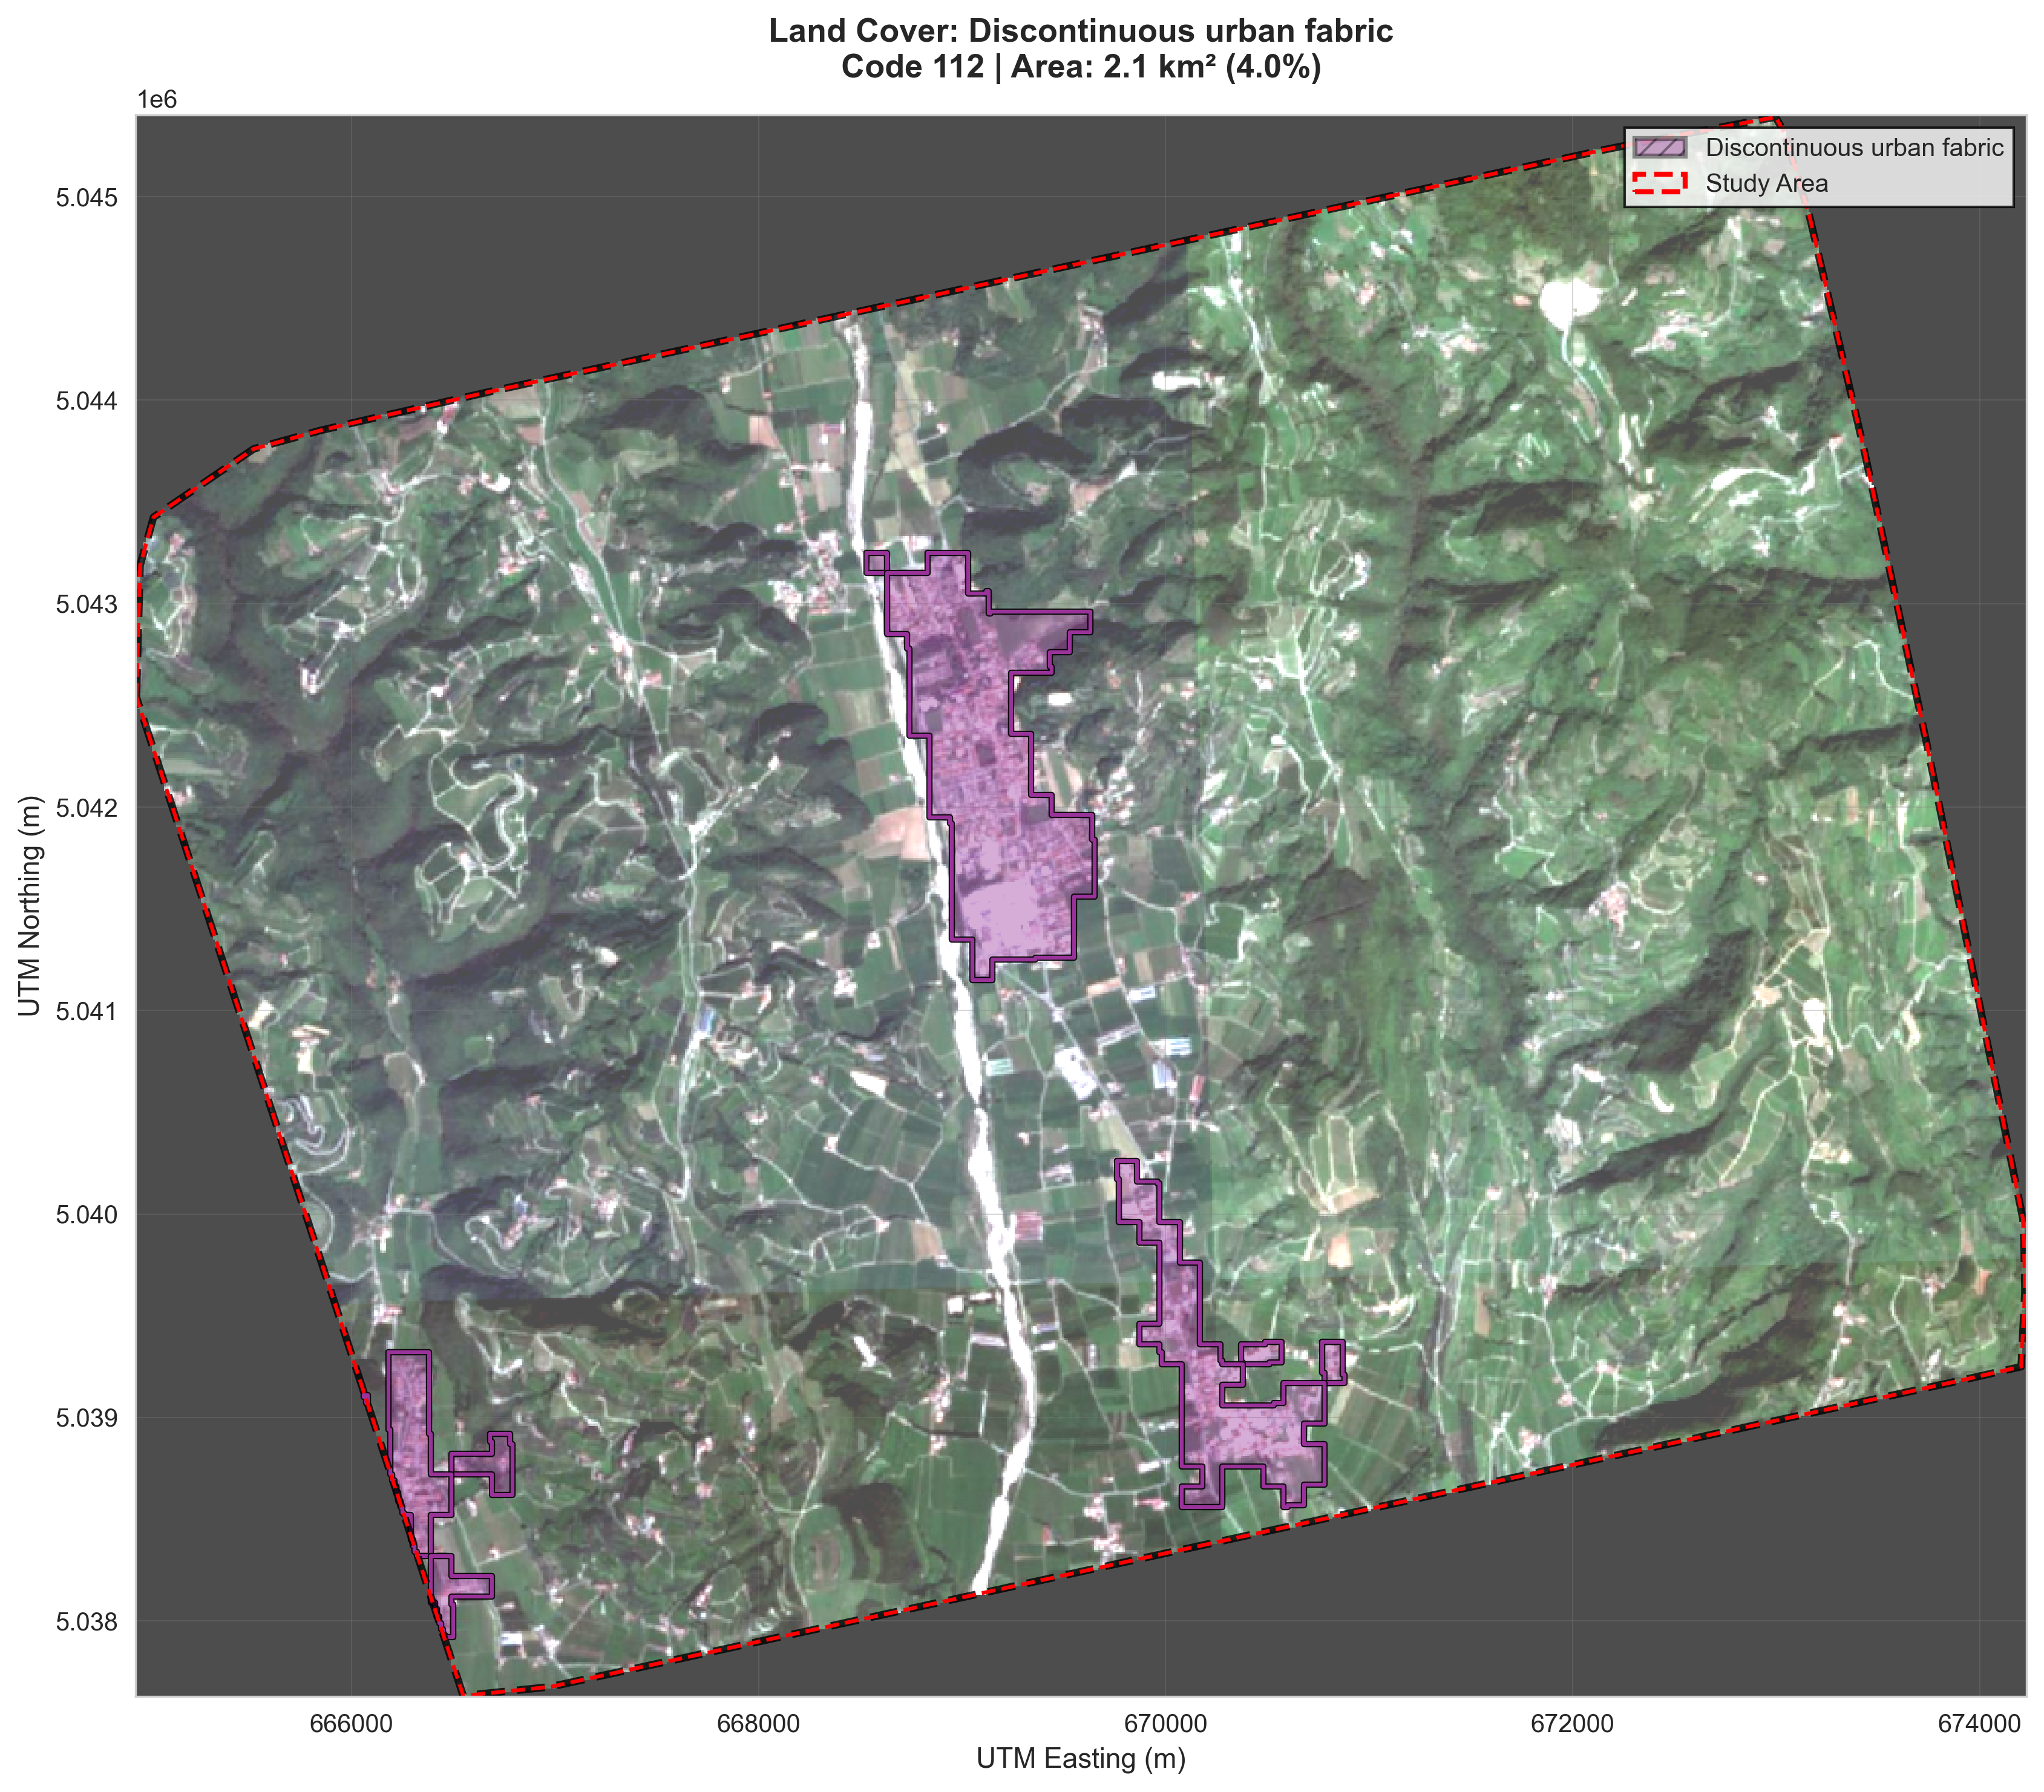 Land Cover: Discontinuous urban fabric
Code 112 | Area: 2.1 km² (4.0%)
1e6
Discontinuous urban fabric
Study Area
5.045
5.044
5.043
5.042
5.041
5.040
5.039
5.038
UTM Northing (m)
666000
668000
670000
672000
674000
UTM Easting (m)